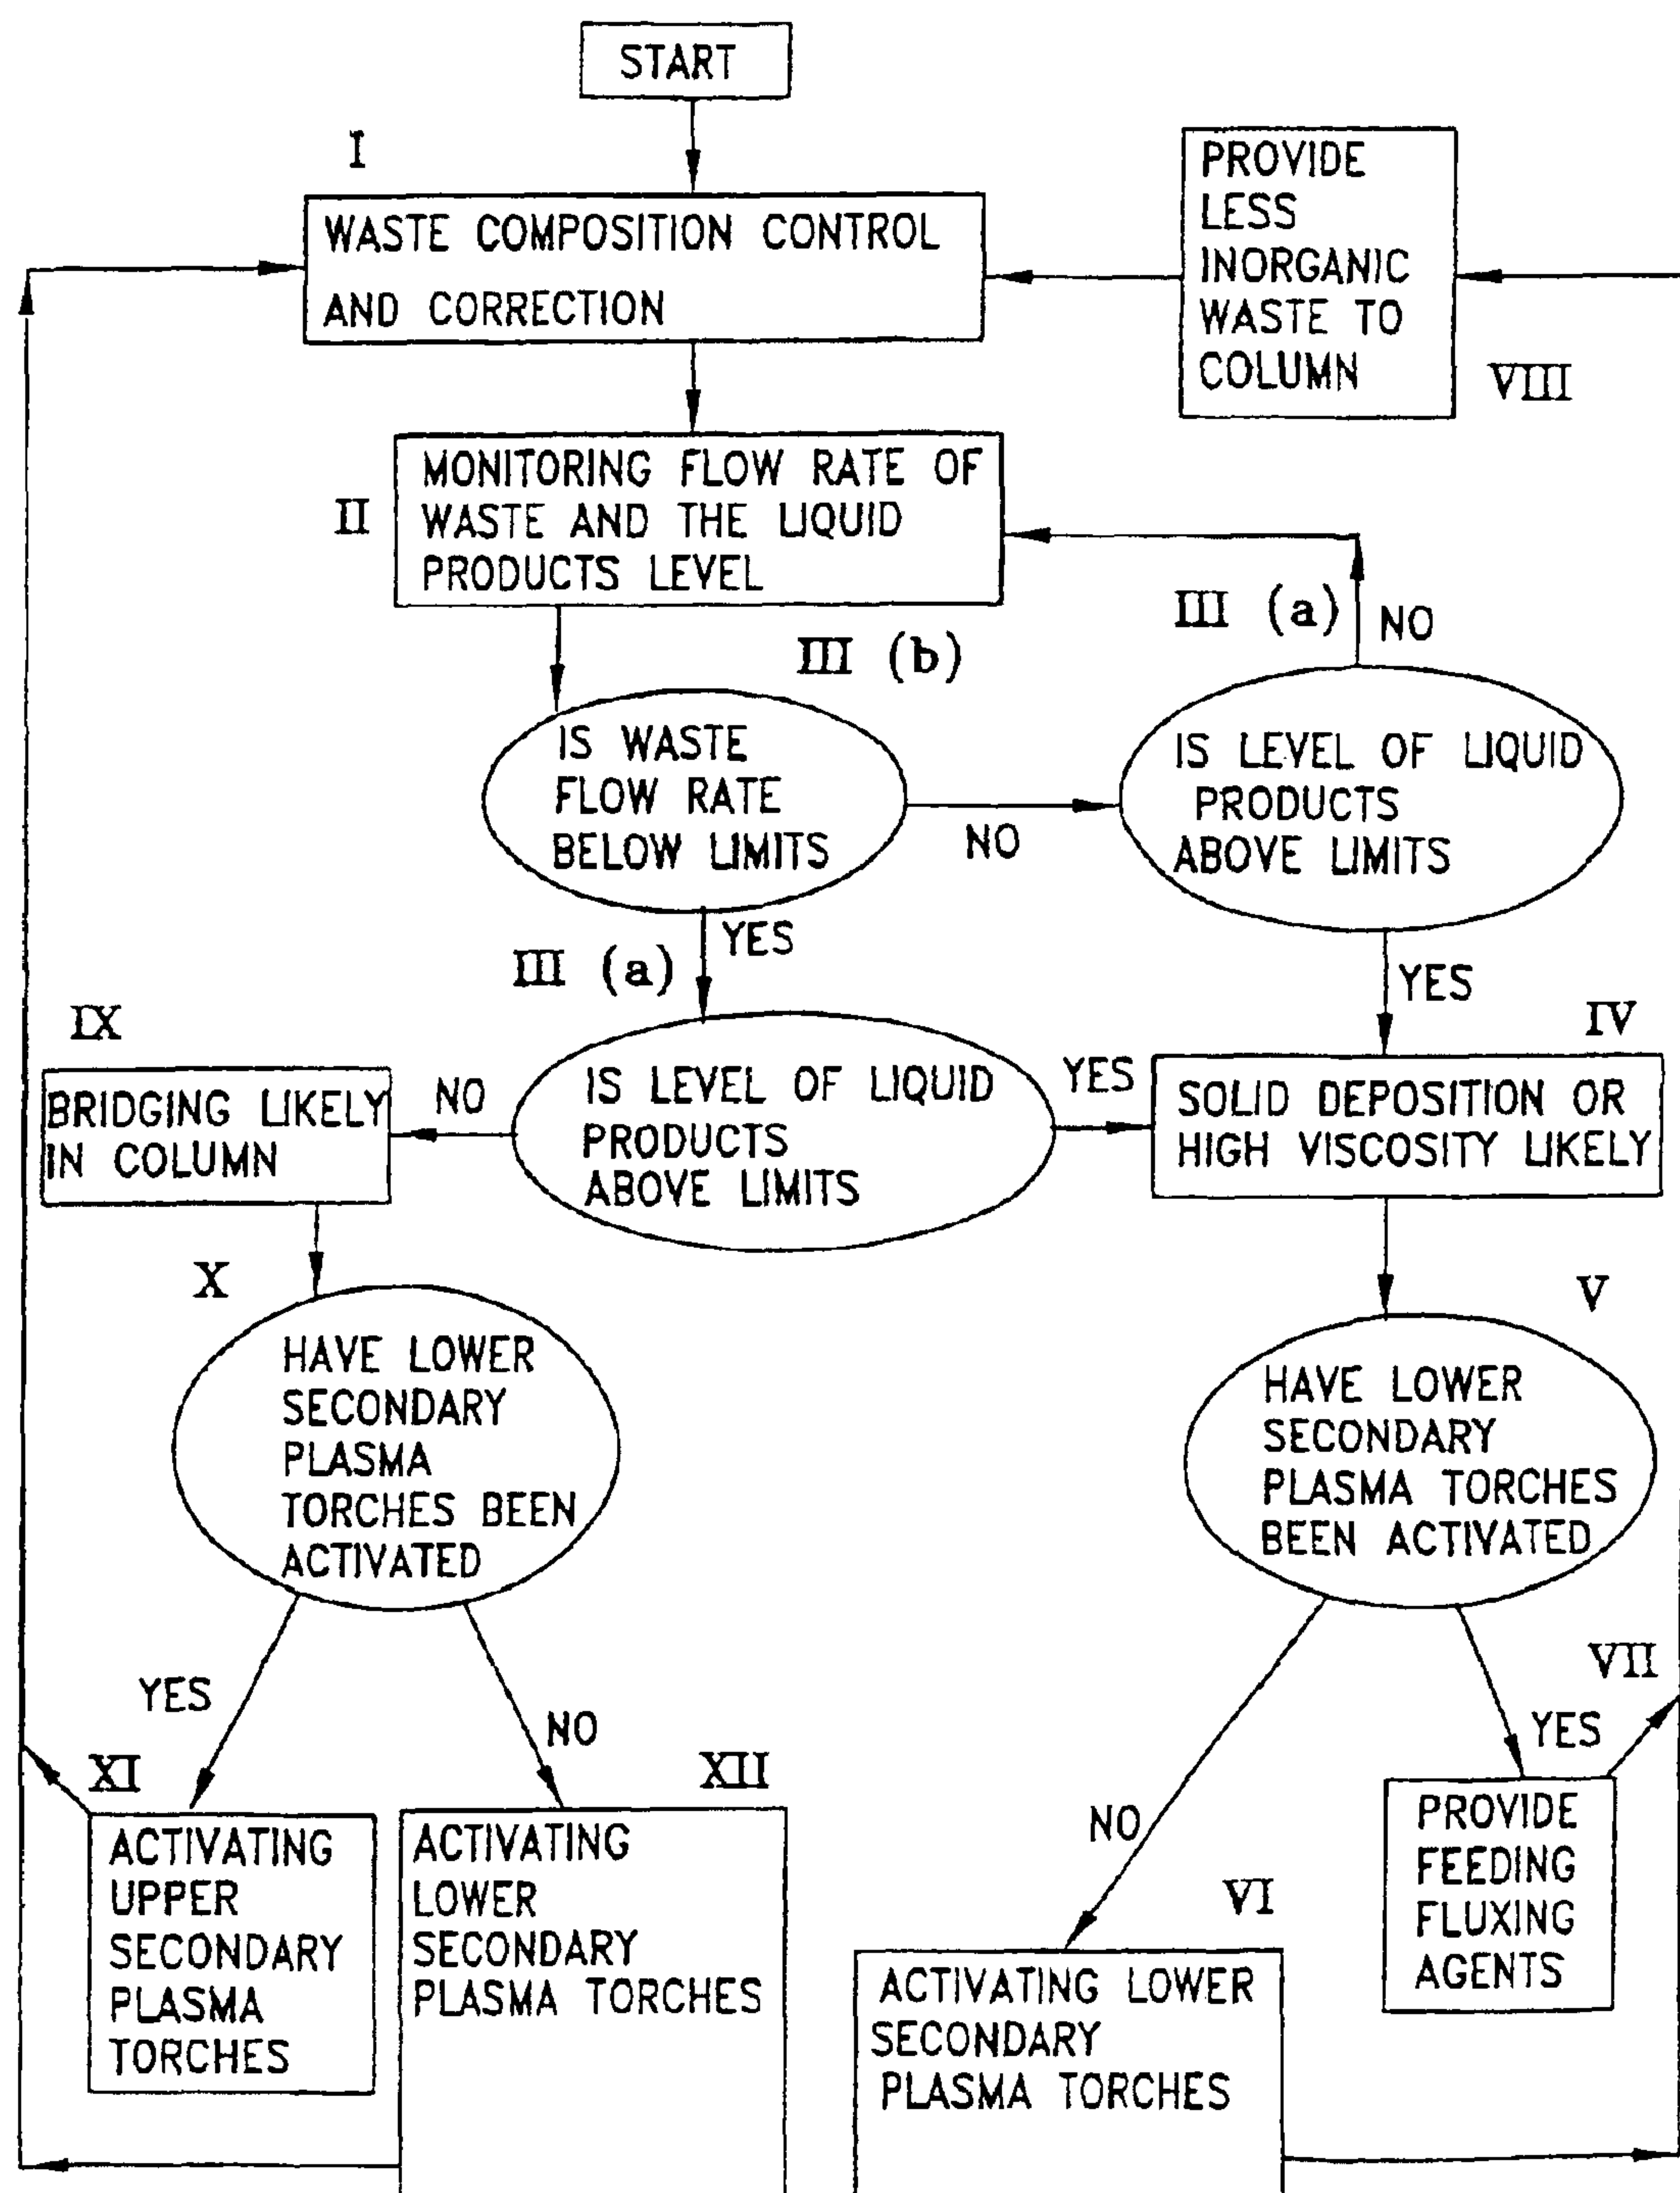 START
I
WASTE COMPOSITION CONTROL
AND CORRECTION
PROVIDE
LESS
INORGANIC
WASTE TO
COLUMN
VIII
II
MONITORING FLOW RATE OF
WASTE AND THE LIQUID
PRODUCTS LEVEL
III (b)
III (a)
NO
IS WASTE
FLOW RATE
BELOW LIMITS
NO
IS LEVEL OF LIQUID
PRODUCTS
ABOVE LIMITS
YES
III (a)
YES
IX
BRIDGING LIKELY
IN COLUMN
NO
IS LEVEL OF LIQUID
PRODUCTS
ABOVE LIMITS
YES
IV
SOLID DEPOSITION OR
HIGH VISCOSITY LIKELY
X
HAVE LOWER
SECONDARY
PLASMA
TORCHES BEEN
ACTIVATED
V
HAVE LOWER
SECONDARY
PLASMA TORCHES
BEEN ACTIVATED
YES
NO
XI
ACTIVATING
UPPER
SECONDARY
PLASMA
TORCHES
XII
ACTIVATING
LOWER
SECONDARY
PLASMA TORCHES
NO
VI
ACTIVATING LOWER
SECONDARY
PLASMA TORCHES
VII
YES
PROVIDE
FEEDING
FLUXING
AGENTS